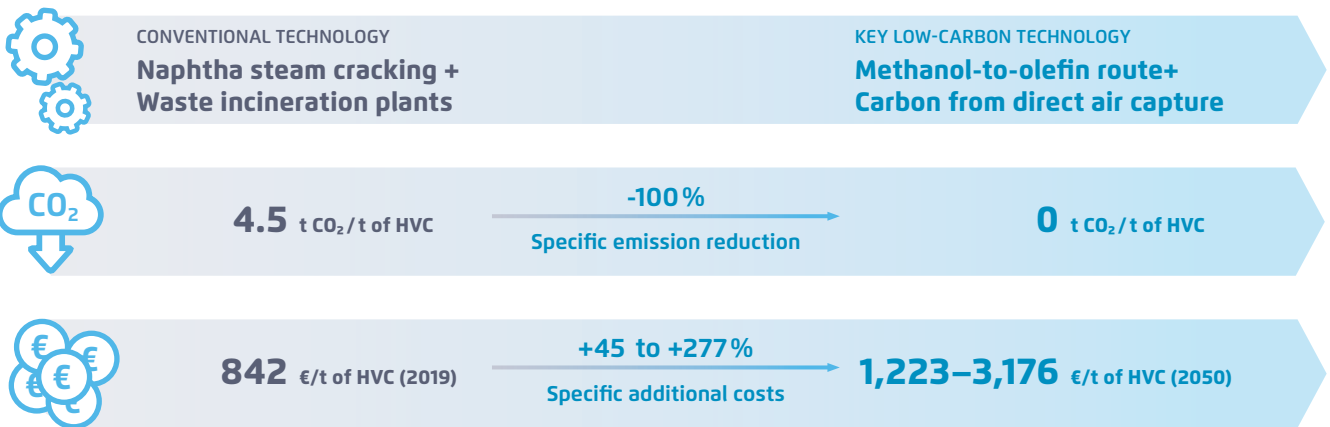 CONVENTIONAL TECHNOLOGY
Naphtha steam cracking +
Waste incineration plants
KEY LOW-CARBON TECHNOLOGY
Methanol-to-olefin route+
Carbon from direct air capture
CO₂
4.5 t CO₂/t of HVC
-100%
Specific emission reduction
0 t CO₂/t of HVC
€
€
€
€
€
842 €/t of HVC (2019)
+45 to +277%
Specific additional costs
1,223–3,176 €/t of HVC (2050)